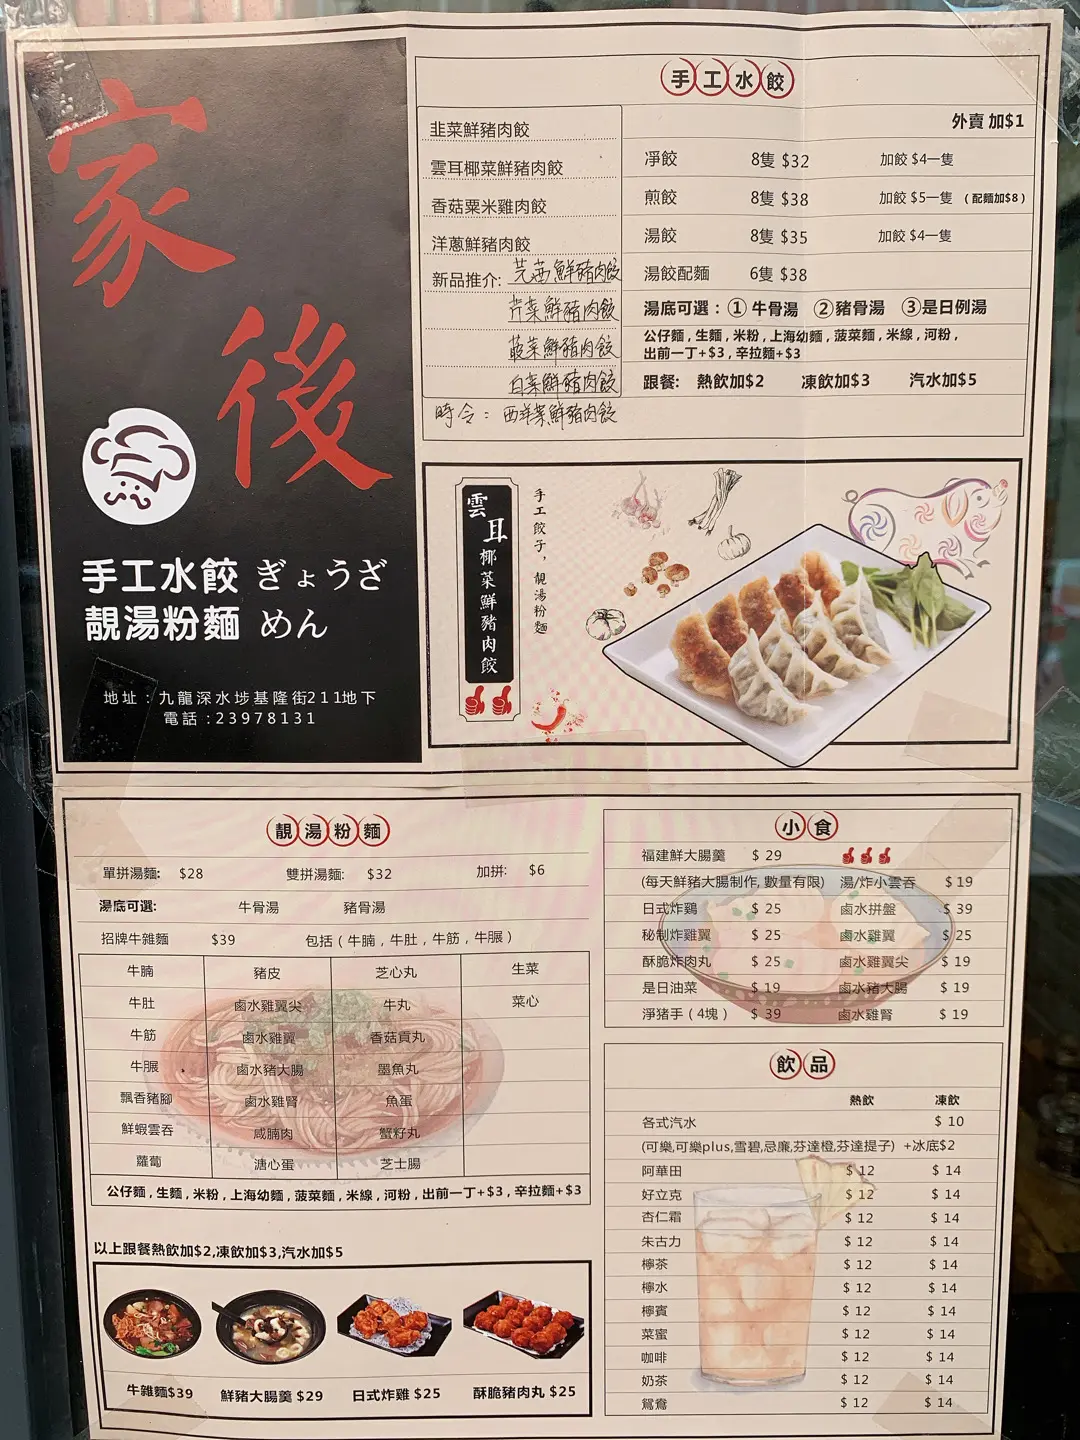 家
後
手工水餃 ぎょうざ
靚湯粉麵 めん
地址：九龍深水埗基隆街211地下
電話：23978131
手工水餃
外賣 加$1
韭菜鮮豬肉餃
雲耳椰菜鮮豬肉餃
香菇粟米雞肉餃
洋蔥鮮豬肉餃
新品推介: 芫茜鮮豬肉餃
芹菜鮮豬肉餃
菠菜鮮豬肉餃
白菜鮮豬肉餃
時令：西洋菜鮮豬肉餃
淨餃 8隻 $32 加餃 $4一隻
煎餃 8隻 $38 加餃 $5一隻 (配麵加$8)
湯餃 8隻 $35 加餃 $4一隻
湯餃配麵 6隻 $38
湯底可選：① 牛骨湯 ②豬骨湯 ③是日例湯
公仔麵,生麵,米粉,上海幼麵,菠菜麵,米線,河粉,
出前一丁+$3,辛拉麵+$3
跟餐: 熱飲加$2 凍飲加$3 汽水加$5
雲耳椰菜鮮豬肉餃
手工餃子，靚湯粉麵
靚湯粉麵
單拼湯麵: $28 雙拼湯麵: $32 加拼: $6
湯底可選: 牛骨湯 豬骨湯
招牌牛雜麵 $39 包括(牛腩,牛肚,牛筋,牛𦟌)
牛腩 豬皮 芝心丸 生菜
牛肚 鹵水雞翼尖 牛丸 菜心
牛筋 鹵水雞翼 香菇貢丸
牛𦟌 鹵水豬大腸 墨魚丸
飄香豬腳 鹵水雞腎 魚蛋
鮮蝦雲吞 咸腩肉 蟹籽丸
蘿蔔 溏心蛋 芝士腸
公仔麵,生麵,米粉,上海幼麵,菠菜麵,米線,河粉,出前一丁+$3,辛拉麵+$3
以上跟餐熱飲加$2,凍飲加$3,汽水加$5
牛雜麵$39 鮮豬大腸羹 $29 日式炸雞 $25 酥脆豬肉丸 $25
小食
福建鮮大腸羹 $ 29
(每天鮮豬大腸制作,數量有限) 湯/炸小雲吞 $ 19
日式炸鷄 $ 25 鹵水拼盤 $ 39
秘制炸雞翼 $ 25 鹵水雞翼 $ 25
酥脆炸肉丸 $ 25 鹵水雞翼尖 $ 19
是日油菜 $ 19 鹵水豬大腸 $ 19
淨豬手(4塊) $ 39 鹵水雞腎 $ 19
飲品
熱飲 凍飲
各式汽水 $ 10
(可樂,可樂plus,雪碧,忌廉,芬達橙,芬達提子) +冰底$2
阿華田 $ 12 $ 14
好立克 $ 12 $ 14
杏仁霜 $ 12 $ 14
朱古力 $ 12 $ 14
檸茶 $ 12 $ 14
檸水 $ 12 $ 14
檸賓 $ 12 $ 14
菜蜜 $ 12 $ 14
咖啡 $ 12 $ 14
奶茶 $ 12 $ 14
鴛鴦 $ 12 $ 14